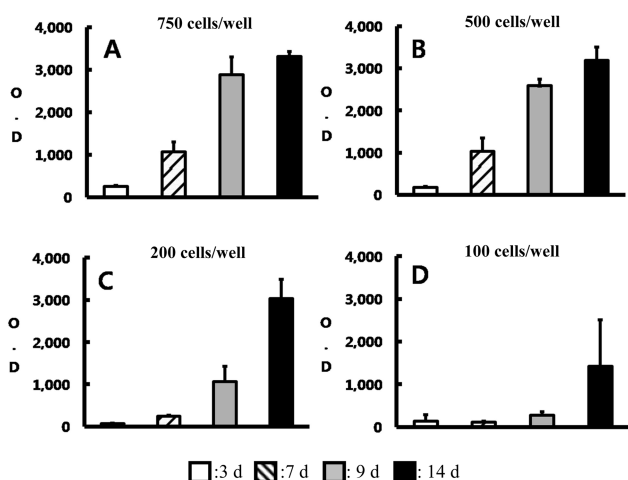 750 cells/well
A
4,000
3,000
2,000
1,000
0
O.D
500 cells/well
B
4,000
3,000
2,000
1,000
0
O.D
200 cells/well
C
4,000
3,000
2,000
1,000
0
O.D
100 cells/well
D
4,000
3,000
2,000
1,000
0
O.D
:3 d :7 d : 9 d : 14 d